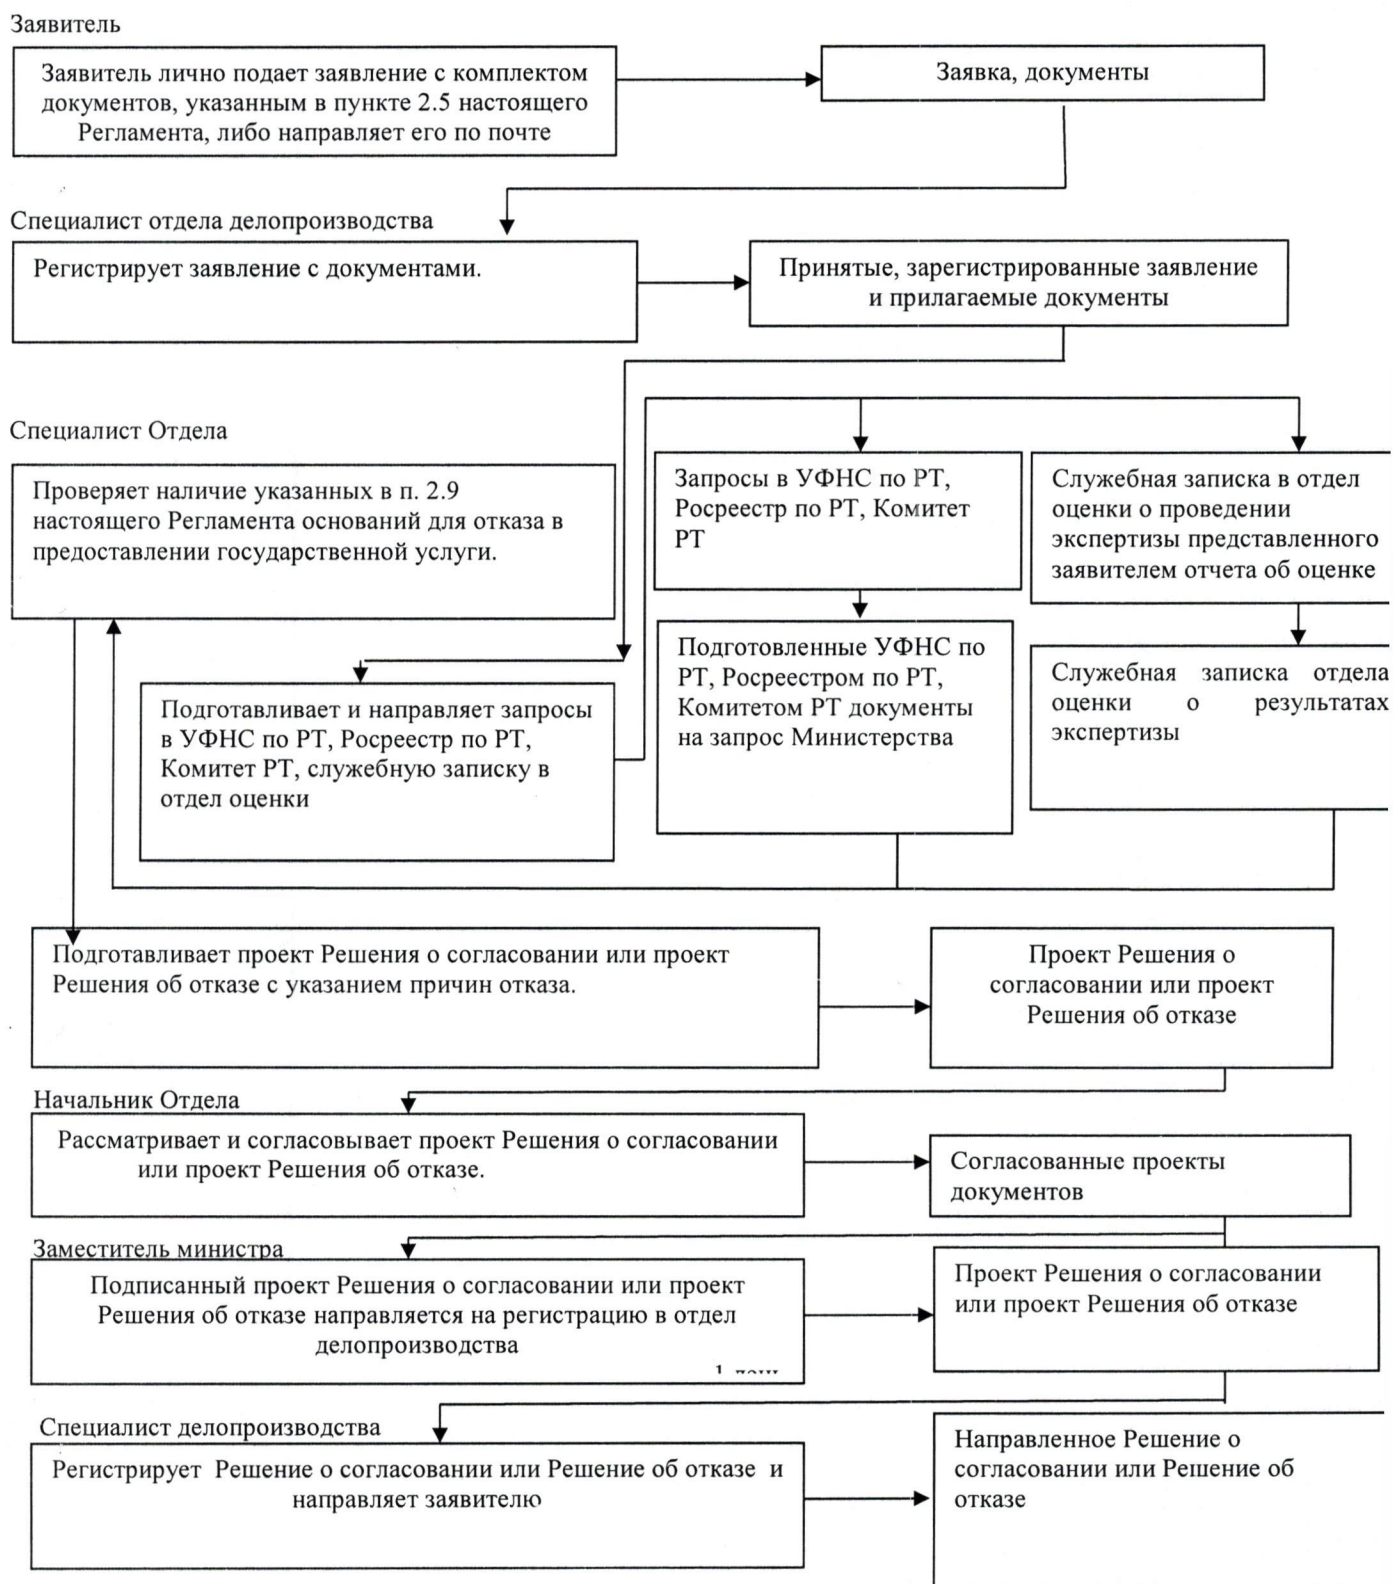 Заявитель
Заявитель лично подает заявление с комплектом
документов, указанным в пункте 2.5 настоящего
Регламента, либо направляет его по почте
Заявка, документы
Специалист отдела делопроизводства
Регистрирует заявление с документами.
Принятые, зарегистрированные заявление
и прилагаемые документы
Специалист Отдела
Проверяет наличие указанных в п. 2.9
настоящего Регламента оснований для отказа в
предоставлении государственной услуги.
Запросы в УФНС по РТ,
Росреестр по РТ, Комитет
РТ
Служебная записка в отдел
оценки о проведении
экспертизы представленного
заявителем отчета об оценке
Подготавливает и направляет запросы
в УФНС по РТ, Росреестр по РТ,
Комитет РТ, служебную записку в
отдел оценки
Подготовленные УФНС по
РТ, Росреестром по РТ,
Комитетом РТ документы
на запрос Министерства
Служебная записка отдела
оценки о результатах
экспертизы
Подготавливает проект Решения о согласовании или проект
Решения об отказе с указанием причин отказа.
Проект Решения о
согласовании или проект
Решения об отказе
Начальник Отдела
Рассматривает и согласовывает проект Решения о согласовании
или проект Решения об отказе.
Согласованные проекты
документов
Заместитель министра
Подписанный проект Решения о согласовании или проект
Решения об отказе направляется на регистрацию в отдел
делопроизводства
Проект Решения о согласовании
или проект Решения об отказе
Специалист делопроизводства
Регистрирует Решение о согласовании или Решение об отказе и
направляет заявителю
Направленное Решение о
согласовании или Решение об
отказе